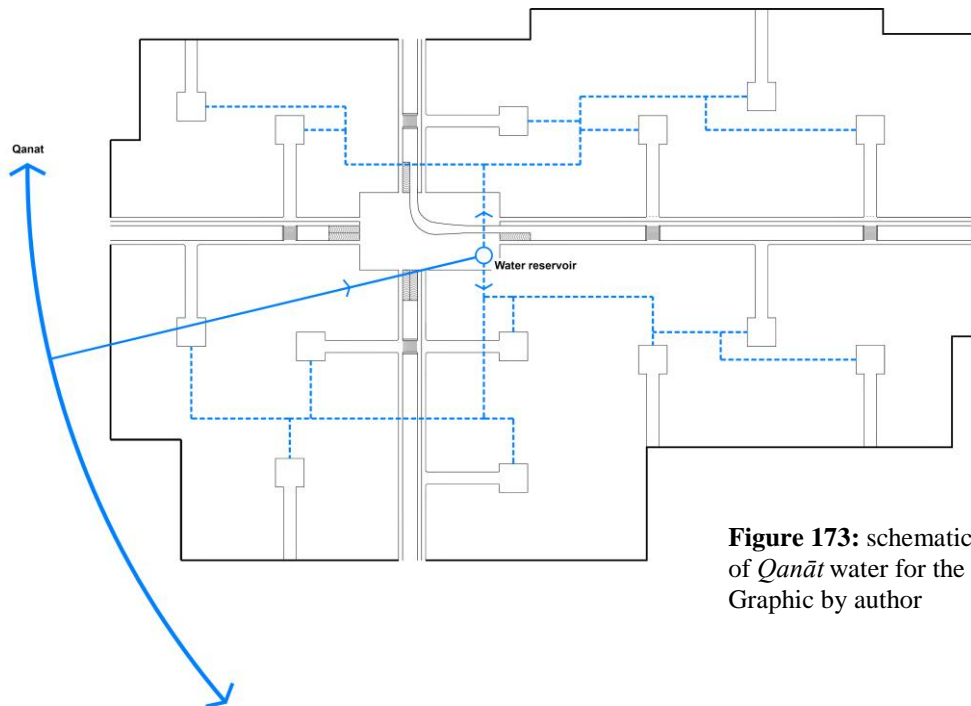 Qanat
Water reservoir
Figure 173: schematic
of Qanāt water for the
Graphic by author